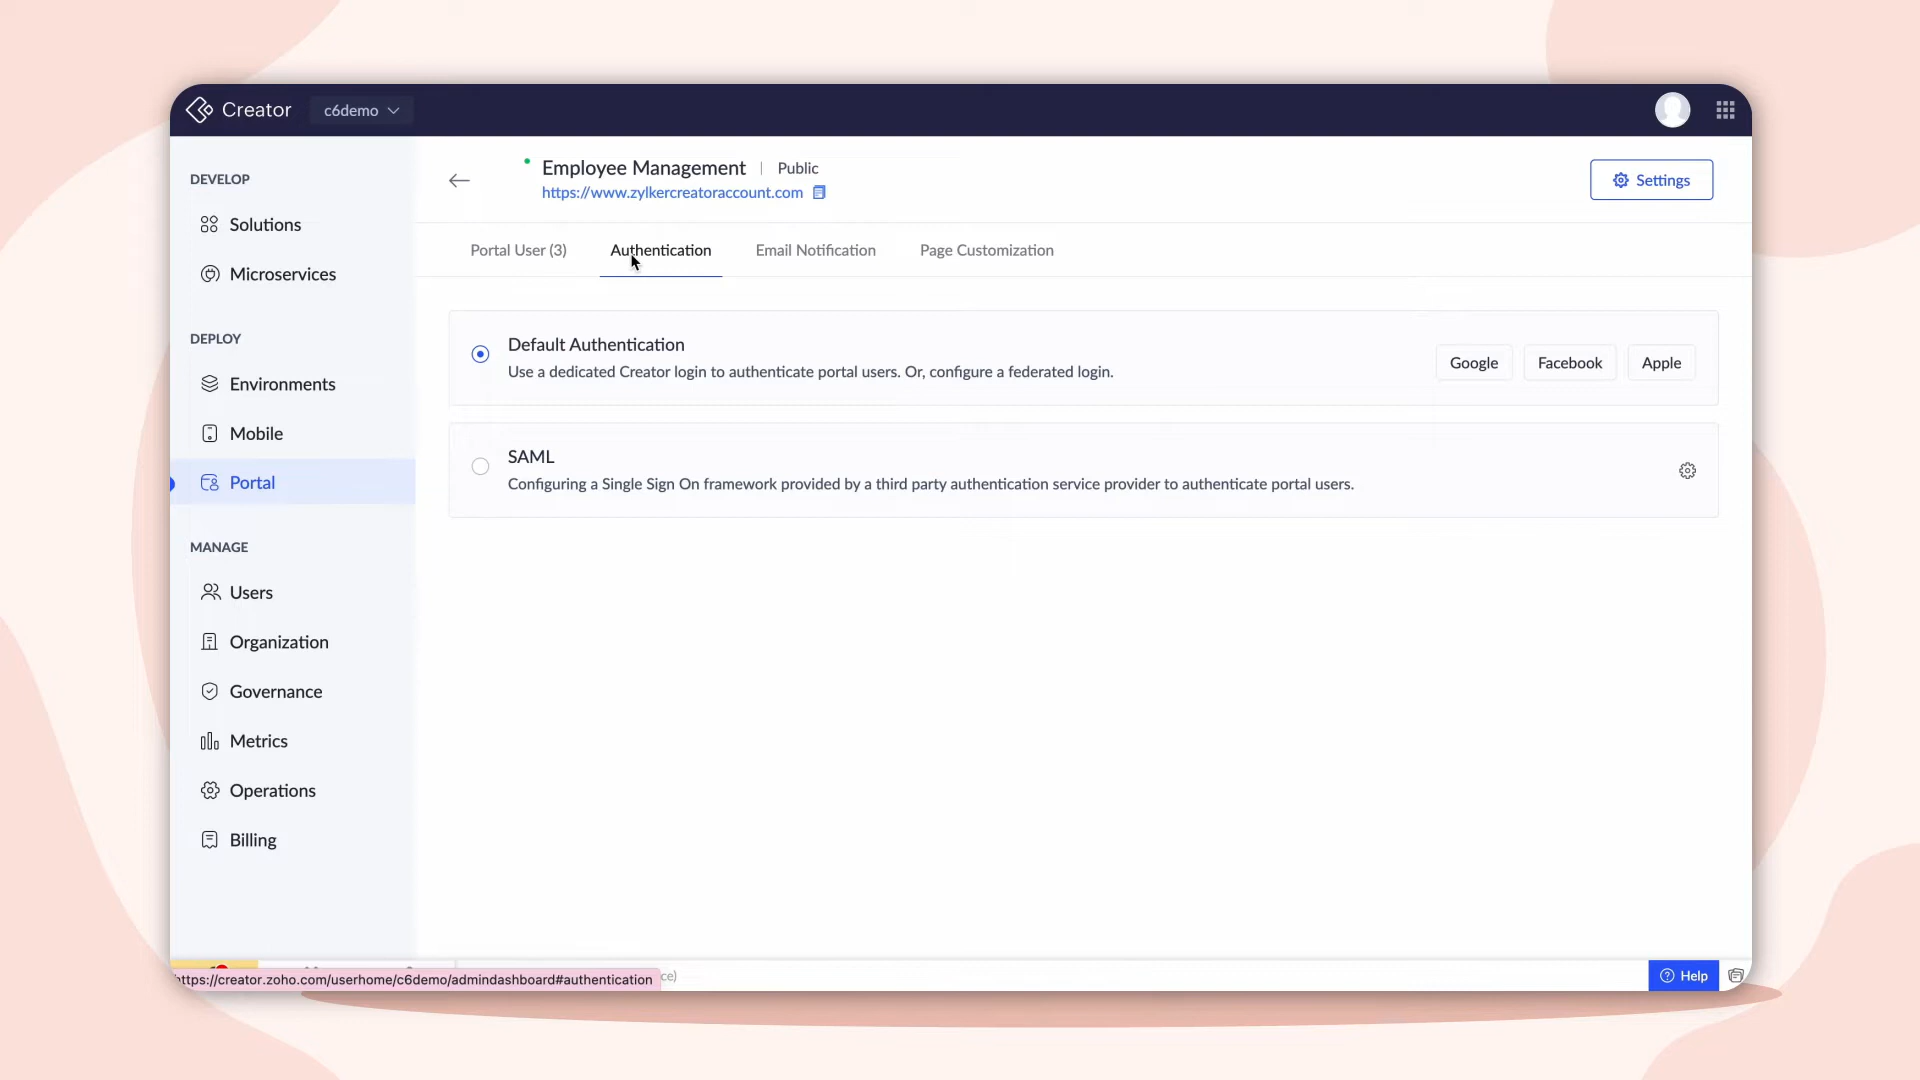 Creator
c6demo
DEVELOP
Solutions
Microservices
DEPLOY
Environments
Mobile
Portal
MANAGE
Users
Organization
Governance
Metrics
Operations
Billing
Employee Management | Public
https://www.zylkercreatoraccount.com
Settings
Portal User (3)
Authentication
Email Notification
Page Customization
Default Authentication
Use a dedicated Creator login to authenticate portal users. Or, configure a federated login.
Google
Facebook
Apple
SAML
Configuring a Single Sign On framework provided by a third party authentication service provider to authenticate portal users.
https://creator.zoho.com/userhome/c6demo/admindashboard#authentication
ce)
Help